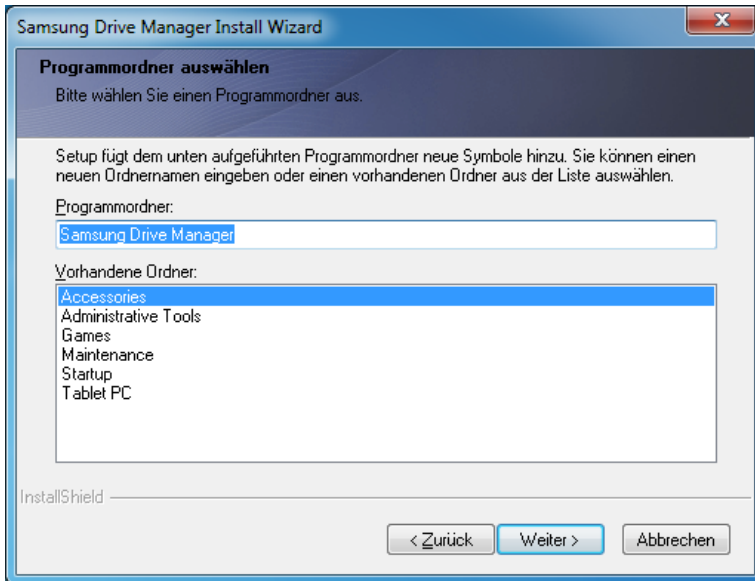 Samsung Drive Manager Install Wizard
Programmordner auswählen
Bitte wählen Sie einen Programmordner aus.
Setup fügt dem unten aufgeführten Programmordner neue Symbole hinzu. Sie können einen
neuen Ordnernamen eingeben oder einen vorhandenen Ordner aus der Liste auswählen.
Programmordner:
Samsung Drive Manager
Vorhandene Ordner:
Accessories
Administrative Tools
Games
Maintenance
Startup
Tablet PC
InstallShield
< Zurück Weiter > Abbrechen